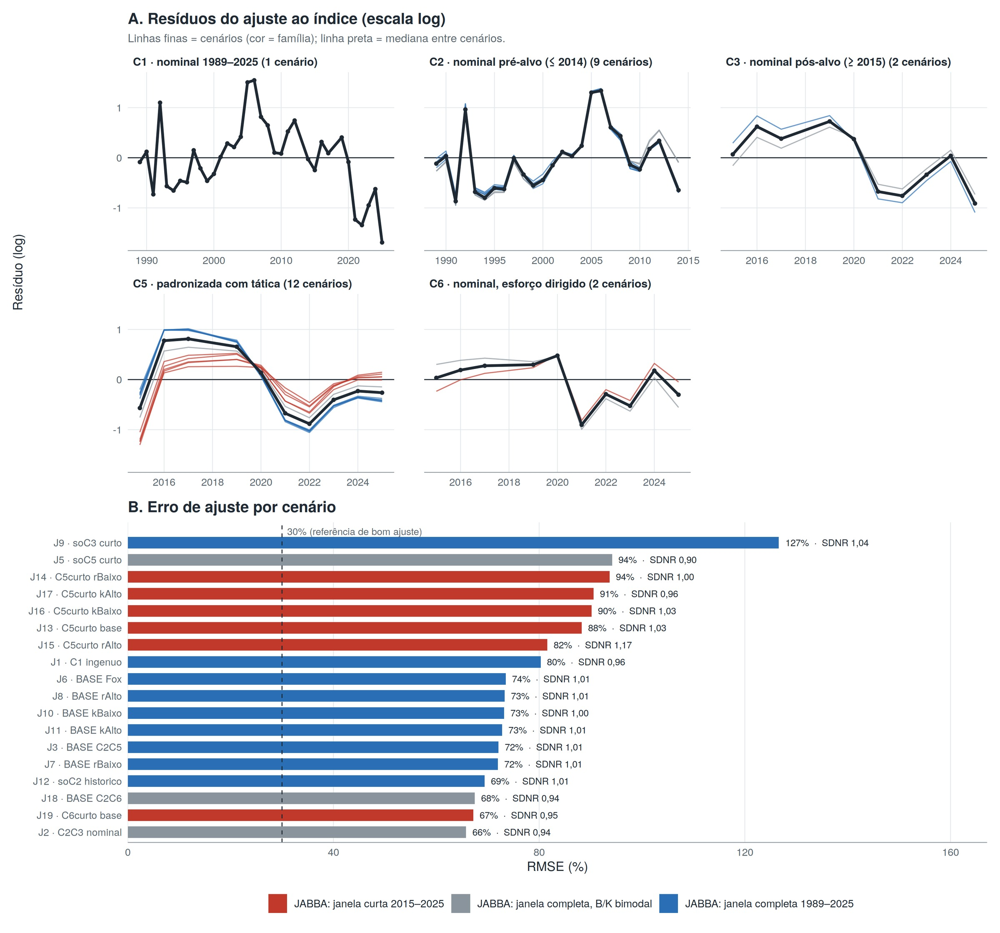 A. Resíduos do ajuste ao índice (escala log)
Linhas finas = cenários (cor = família); linha preta = mediana entre cenários.
C1 · nominal 1989–2025 (1 cenário)
C2 · nominal pré-alvo (≤ 2014) (9 cenários)
C3 · nominal pós-alvo (≥ 2015) (2 cenários)
1
0
-1
1990 2000 2010 2020
1990 1995 2000 2005 2010 2015
2016 2018 2020 2022 2024
Resíduo (log)
C5 · padronizada com tática (12 cenários)
C6 · nominal, esforço dirigido (2 cenários)
1
0
-1
2016 2018 2020 2022 2024
2016 2018 2020 2022 2024
B. Erro de ajuste por cenário
30% (referência de bom ajuste)
J9 · soC3 curto 127% · SDNR 1,04
J5 · soC5 curto 94% · SDNR 0,90
J14 · C5curto rBaixo 94% · SDNR 1,00
J17 · C5curto kAlto 91% · SDNR 0,96
J16 · C5curto kBaixo 90% · SDNR 1,03
J13 · C5curto base 88% · SDNR 1,03
J15 · C5curto rAlto 82% · SDNR 1,17
J1 · C1 ingenuo 80% · SDNR 0,96
J6 · BASE Fox 74% · SDNR 1,01
J8 · BASE rAlto 73% · SDNR 1,01
J10 · BASE kBaixo 73% · SDNR 1,00
J11 · BASE kAlto 73% · SDNR 1,01
J3 · BASE C2C5 72% · SDNR 1,01
J7 · BASE rBaixo 72% · SDNR 1,01
J12 · soC2 historico 69% · SDNR 1,01
J18 · BASE C2C6 68% · SDNR 0,94
J19 · C6curto base 67% · SDNR 0,95
J2 · C2C3 nominal 66% · SDNR 0,94
0 40 80 120 160
RMSE (%)
JABBA: janela curta 2015–2025
JABBA: janela completa, B/K bimodal
JABBA: janela completa 1989–2025